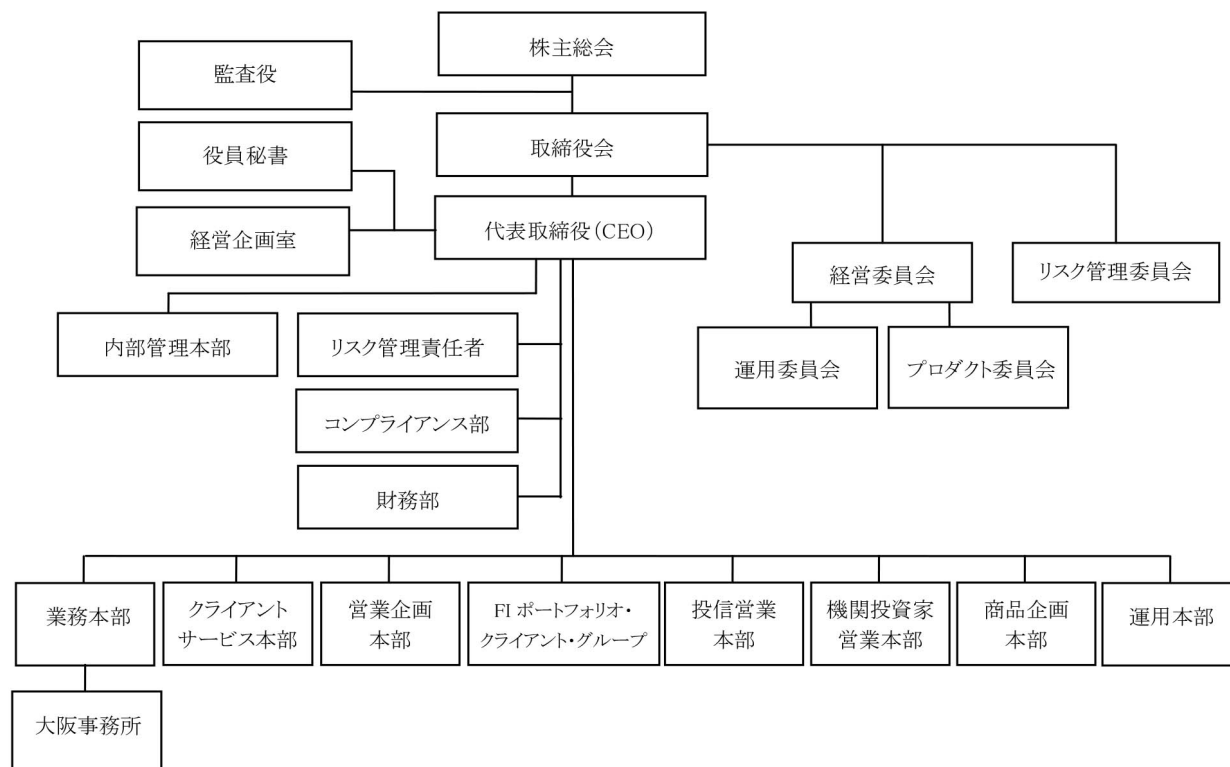 株主総会
監査役
取締役会
役員秘書
代表取締役(CEO)
経営企画室
経営委員会
リスク管理委員会
内部管理本部
リスク管理責任者
運用委員会
プロダクト委員会
コンプライアンス部
財務部
業務本部
クライアント
サービス本部
営業企画
本部
FI ポートフォリオ・
クライアント・グループ
投信営業
本部
機関投資家
営業本部
商品企画
本部
運用本部
大阪事務所